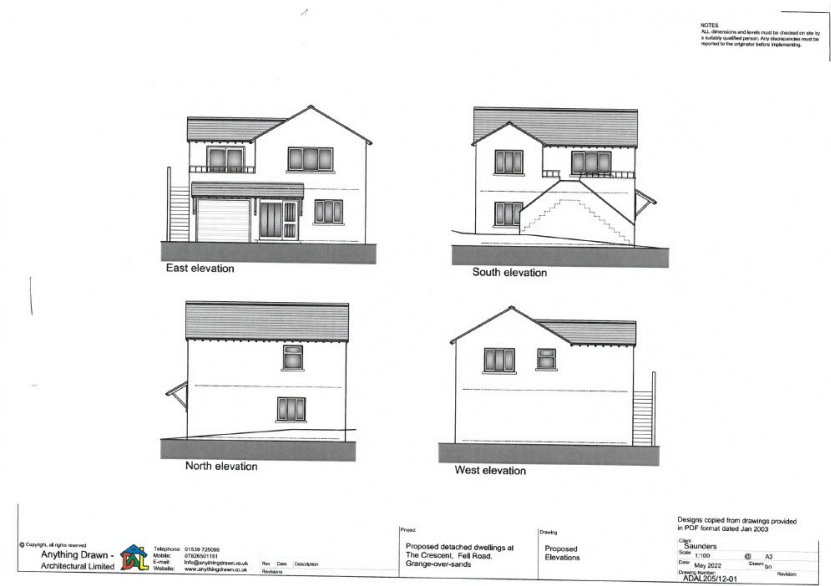 NOTES
ALL dimensions and levels must be checked on site by
a suitably qualified person. Any discrepancies must be
reported to the originator before implementing.
East elevation
South elevation
North elevation
West elevation
Designs copied from drawings provided
in PDF format dated Jan 2003
© Copyright, all rights reserved
Anything Drawn -
Architectural Limited
Telephone: 01539 725066
Mobile: 07826501151
E-mail: info@anythingdrawn.co.uk
Website: www.anythingdrawn.co.uk
Rev Date Description
Revisions
Project
Proposed detached dwellings at
The Crescent, Fell Road,
Grange-over-sands
Drawing
Proposed
Elevations
Client
Saunders
Scale 1:100 @ A3
Date May 2022 Drawn bn
Drawing Number: Revision
ADAL205/12-01